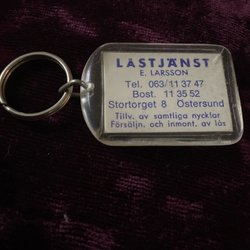 LÅSTJÄNST
E. LARSSON
Tel. 063/11 37 47
Bost. 11 35 52
Stortorget 8 Östersund
Tillv. av samtliga nycklar
Försäljn. och inmont. av lås